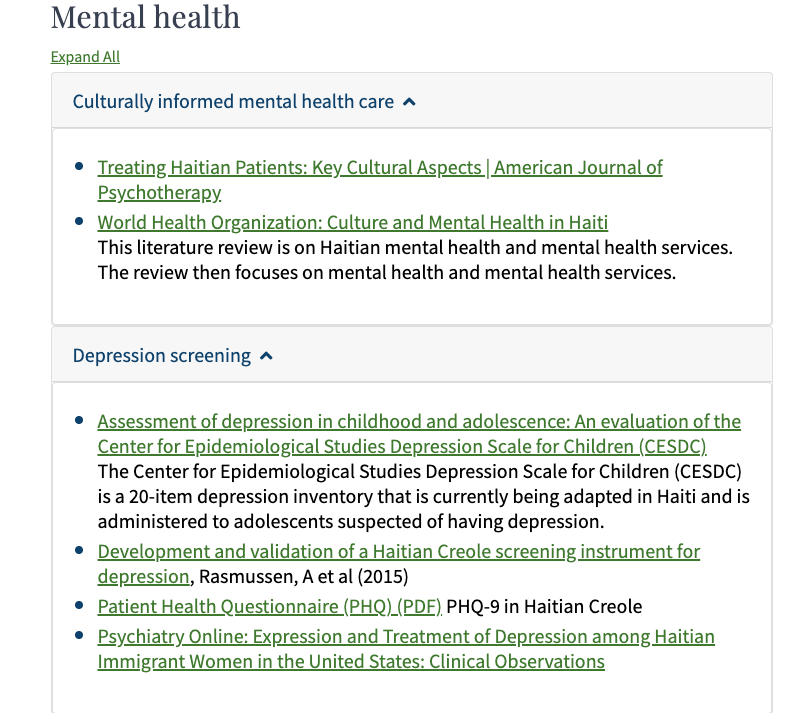 Mental health
Expand All
Culturally informed mental health care
Treating Haitian Patients: Key Cultural Aspects | American Journal of
Psychotherapy
World Health Organization: Culture and Mental Health in Haiti
This literature review is on Haitian mental health and mental health services.
The review then focuses on mental health and mental health services.
Depression screening
Assessment of depression in childhood and adolescence: An evaluation of the
Center for Epidemiological Studies Depression Scale for Children (CESDC)
The Center for Epidemiological Studies Depression Scale for Children (CESDC)
is a 20-item depression inventory that is currently being adapted in Haiti and is
administered to adolescents suspected of having depression.
Development and validation of a Haitian Creole screening instrument for
depression, Rasmussen, A et al (2015)
Patient Health Questionnaire (PHQ) (PDF) PHQ-9 in Haitian Creole
Psychiatry Online: Expression and Treatment of Depression among Haitian
Immigrant Women in the United States: Clinical Observations